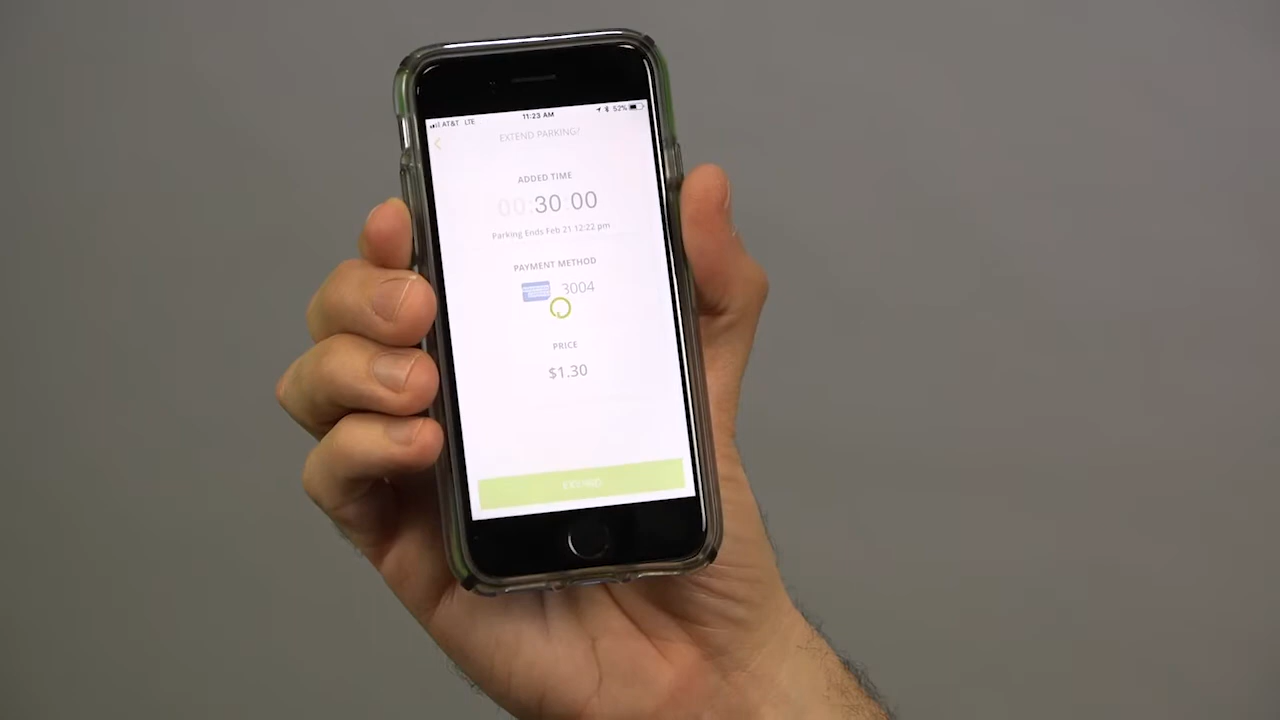 AT&T LTE 11:23 AM 52%
EXTEND PARKING?
ADDED TIME
00:30:00
Parking Ends Feb 21 12:22 pm
PAYMENT METHOD
3004
PRICE
$1.30
EXTEND